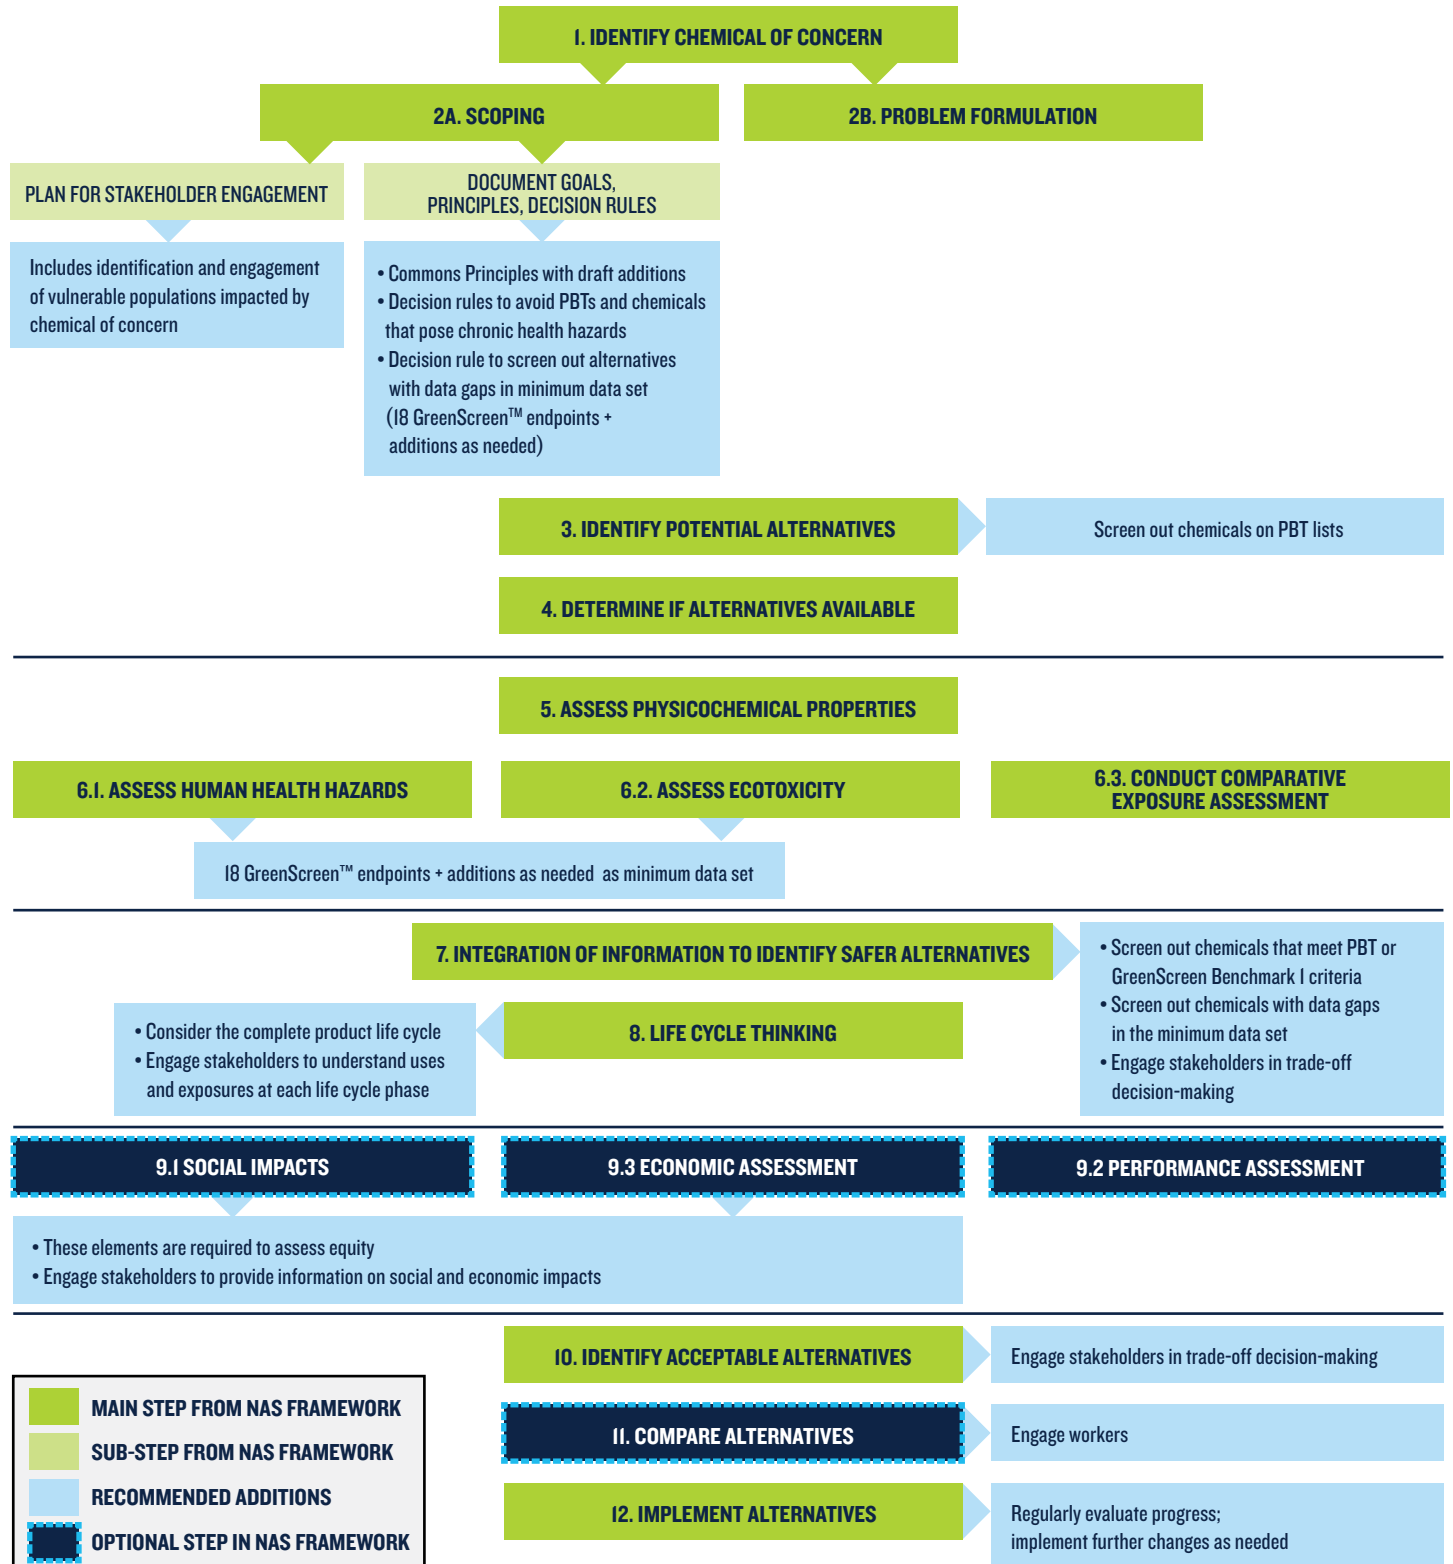 1. IDENTIFY CHEMICAL OF CONCERN
2A. SCOPING
2B. PROBLEM FORMULATION
PLAN FOR STAKEHOLDER ENGAGEMENT
DOCUMENT GOALS,
PRINCIPLES, DECISION RULES
Includes identification and engagement
of vulnerable populations impacted by
chemical of concern
• Commons Principles with draft additions
• Decision rules to avoid PBTs and chemicals
that pose chronic health hazards
• Decision rule to screen out alternatives
with data gaps in minimum data set
(18 GreenScreen™ endpoints +
additions as needed)
3. IDENTIFY POTENTIAL ALTERNATIVES
Screen out chemicals on PBT lists
4. DETERMINE IF ALTERNATIVES AVAILABLE
5. ASSESS PHYSICOCHEMICAL PROPERTIES
6.1. ASSESS HUMAN HEALTH HAZARDS
6.2. ASSESS ECOTOXICITY
6.3. CONDUCT COMPARATIVE
EXPOSURE ASSESSMENT
18 GreenScreen™ endpoints + additions as needed as minimum data set
7. INTEGRATION OF INFORMATION TO IDENTIFY SAFER ALTERNATIVES
• Screen out chemicals that meet PBT or
GreenScreen Benchmark 1 criteria
• Screen out chemicals with data gaps
in the minimum data set
• Engage stakeholders in trade-off
decision-making
8. LIFE CYCLE THINKING
• Consider the complete product life cycle
• Engage stakeholders to understand uses
and exposures at each life cycle phase
9.1 SOCIAL IMPACTS
9.3 ECONOMIC ASSESSMENT
9.2 PERFORMANCE ASSESSMENT
• These elements are required to assess equity
• Engage stakeholders to provide information on social and economic impacts
10. IDENTIFY ACCEPTABLE ALTERNATIVES
Engage stakeholders in trade-off decision-making
11. COMPARE ALTERNATIVES
Engage workers
12. IMPLEMENT ALTERNATIVES
Regularly evaluate progress;
implement further changes as needed
MAIN STEP FROM NAS FRAMEWORK
SUB-STEP FROM NAS FRAMEWORK
RECOMMENDED ADDITIONS
OPTIONAL STEP IN NAS FRAMEWORK